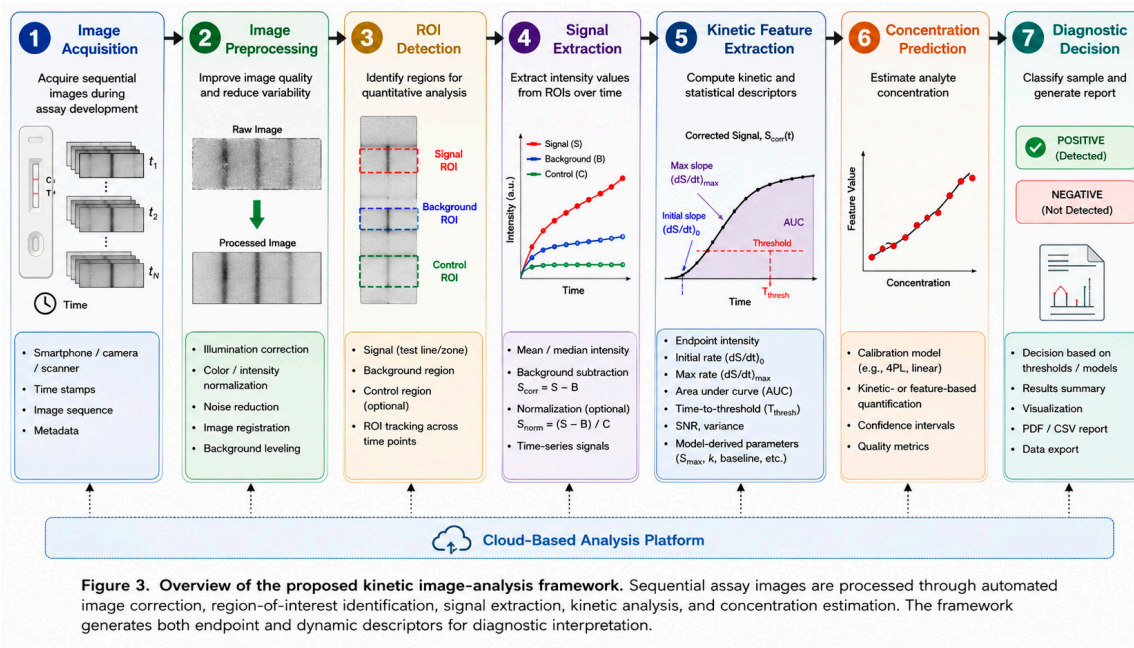 1
Image
Acquisition
Acquire sequential
images during
assay development
C
T
t1
t2
tN
Time
Smartphone / camera
/ scanner
Time stamps
Image sequence
Metadata
2
Image
Preprocessing
Improve image quality
and reduce variability
Raw Image
Processed Image
Illumination correction
Color / intensity
normalization
Noise reduction
Image registration
Background leveling
3
ROI
Detection
Identify regions for
quantitative analysis
Signal
ROI
Background
ROI
Control
ROI
Signal (test line/zone)
Background region
Control region
(optional)
ROI tracking across
time points
4
Signal
Extraction
Extract intensity values
from ROIs over time
Signal (S)
Background (B)
Control (C)
Intensity (a.u.)
Time
Mean / median intensity
Background subtraction
Scorr = S – B
Normalization (optional)
Snorm = (S – B) / C
Time-series signals
5
Kinetic Feature
Extraction
Compute kinetic and
statistical descriptors
Corrected Signal, Scorr(t)
Max slope
(dS/dt)max
Initial slope
(dS/dt)0
AUC
Threshold
Tthresh
Time
Endpoint intensity
Initial rate (dS/dt)0
Max rate (dS/dt)max
Area under curve (AUC)
Time-to-threshold (Tthresh)
SNR, variance
Model-derived parameters
(Smax, k, baseline, etc.)
6
Concentration
Prediction
Estimate analyte
concentration
Feature Value
Concentration
Calibration model
(e.g., 4PL, linear)
Kinetic- or feature-based
quantification
Confidence intervals
Quality metrics
7
Diagnostic
Decision
Classify sample and
generate report
POSITIVE
(Detected)
NEGATIVE
(Not Detected)
Decision based on
thresholds / models
Results summary
Visualization
PDF / CSV report
Data export
Cloud-Based Analysis Platform
Figure 3. Overview of the proposed kinetic image-analysis framework. Sequential assay images are processed through automated
image correction, region-of-interest identification, signal extraction, kinetic analysis, and concentration estimation. The framework
generates both endpoint and dynamic descriptors for diagnostic interpretation.